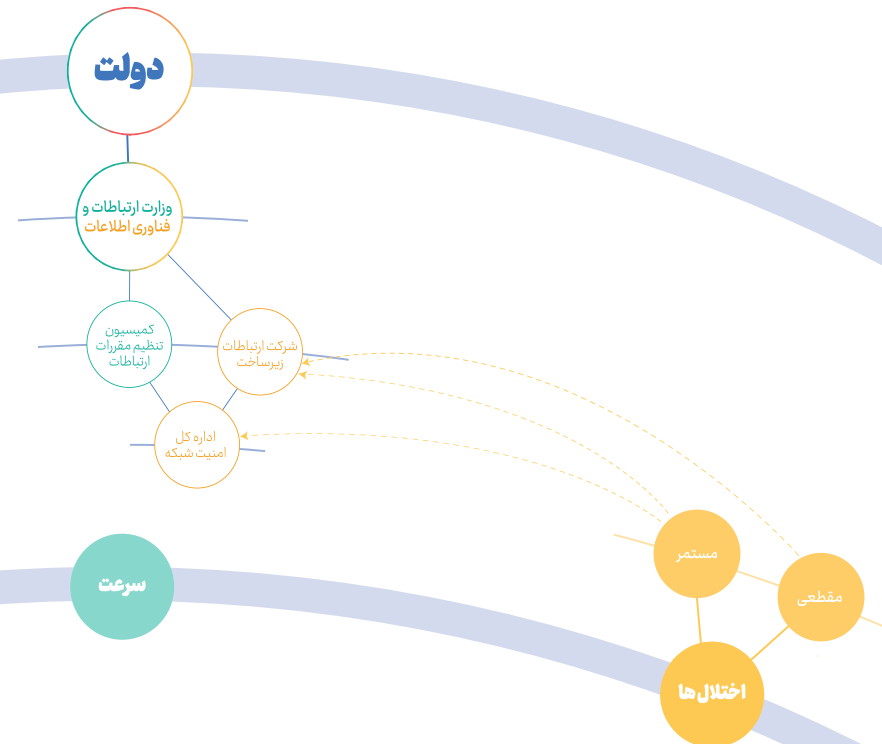 دولت
وزارت ارتباطات و
فناوری اطلاعات
کمیسیون
تنظیم مقررات
ارتباطات
شرکت ارتباطات
زیرساخت
اداره کل
امنیت شبکه
سرعت
مستمر
مقطعی
اختلال‌ها